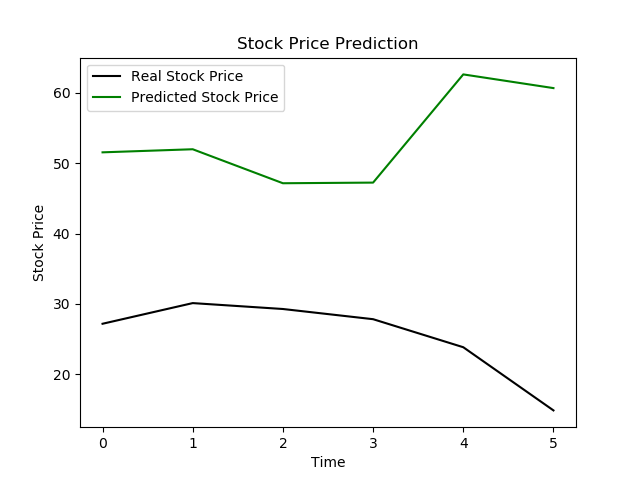 Stock Price Prediction
Real Stock Price
Predicted Stock Price
Stock Price
60
50
40
30
20
0 1 2 3 4 5
Time